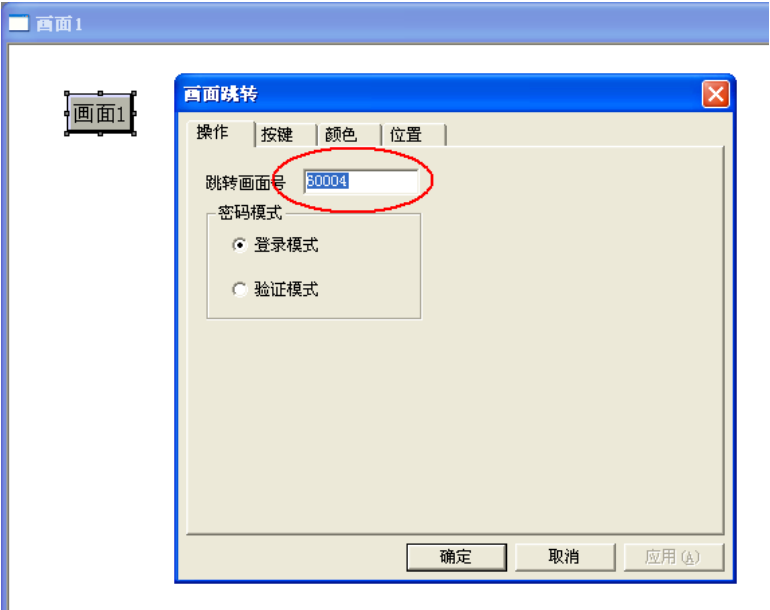 画面1
画面1
画面跳转
操作 按键 颜色 位置
跳转画面号 60004
密码模式
登录模式
验证模式
确定 取消 应用(A)